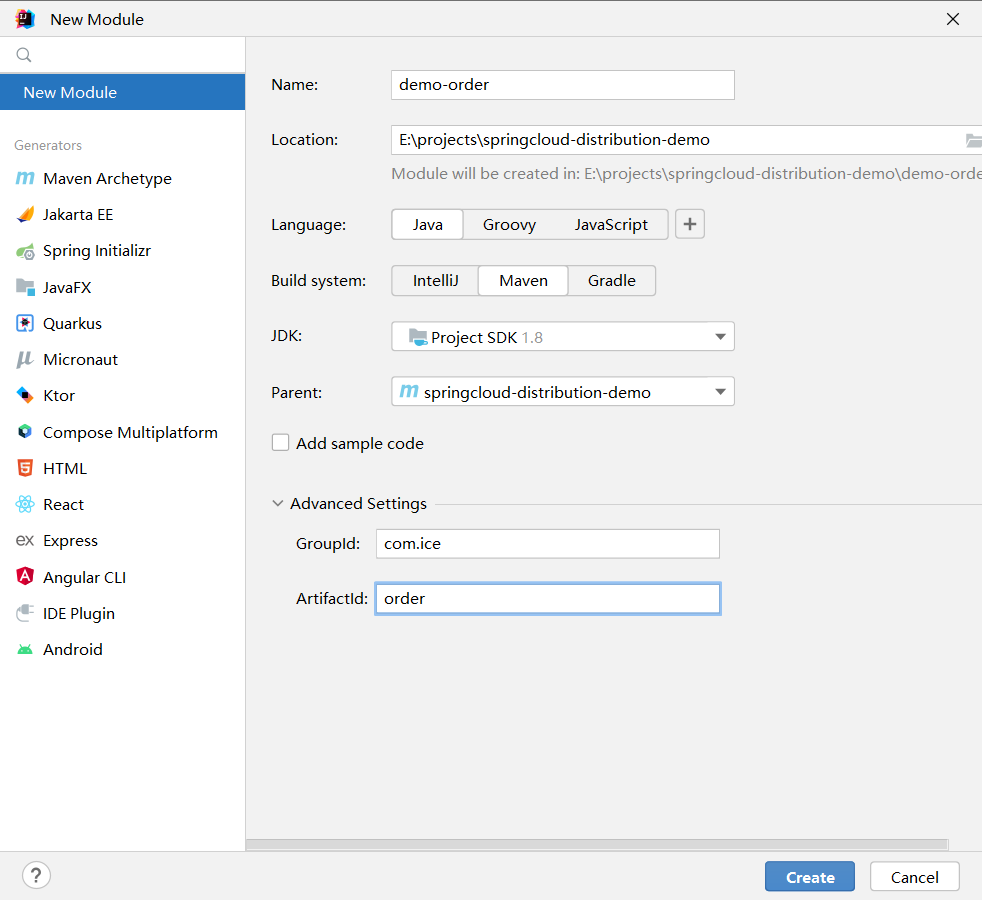 New Module
New Module
Generators
Maven Archetype
Jakarta EE
Spring Initializr
JavaFX
Quarkus
Micronaut
Ktor
Compose Multiplatform
HTML
React
Express
Angular CLI
IDE Plugin
Android
Name: demo-order
Location: E:\projects\springcloud-distribution-demo
Module will be created in: E:\projects\springcloud-distribution-demo\demo-orde
Language: Java Groovy JavaScript +
Build system: IntelliJ Maven Gradle
JDK: Project SDK 1.8
Parent: springcloud-distribution-demo
Add sample code
Advanced Settings
GroupId: com.ice
ArtifactId: order
? Create Cancel